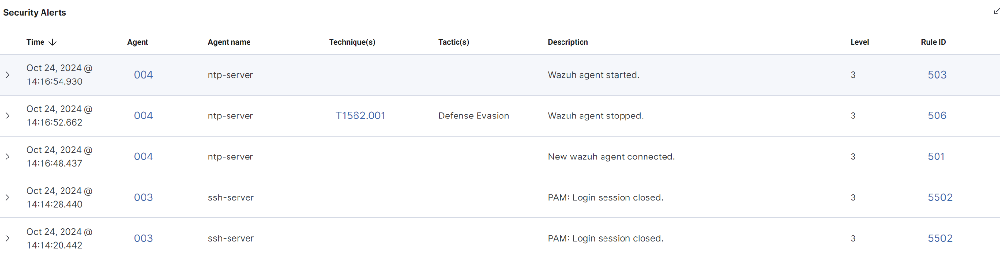 Security Alerts
Time Agent Agent name Technique(s) Tactic(s) Description Level Rule ID
Oct 24, 2024 @
14:16:54.930 004 ntp-server Wazuh agent started. 3 503
Oct 24, 2024 @
14:16:52.662 004 ntp-server T1562.001 Defense Evasion Wazuh agent stopped. 3 506
Oct 24, 2024 @
14:16:48.437 004 ntp-server New wazuh agent connected. 3 501
Oct 24, 2024 @
14:14:28.440 003 ssh-server PAM: Login session closed. 3 5502
Oct 24, 2024 @
14:14:20.442 003 ssh-server PAM: Login session closed. 3 5502